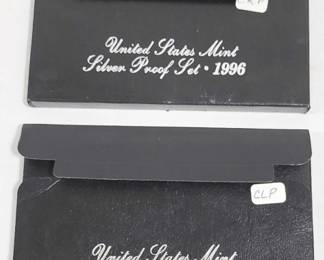 CLP
United States Mint
Silver Proof Set • 1996
CLP
United States Mint